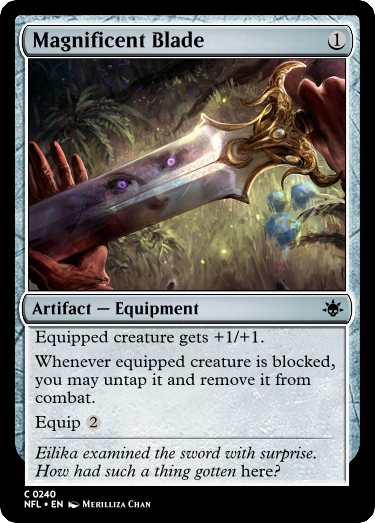 Magnificent Blade 1
Artifact — Equipment
Equipped creature gets +1/+1.
Whenever equipped creature is blocked,
you may untap it and remove it from
combat.
Equip 2
Eilika examined the sword with surprise.
How had such a thing gotten here?
C 0240
NFL • EN Merilliza Chan